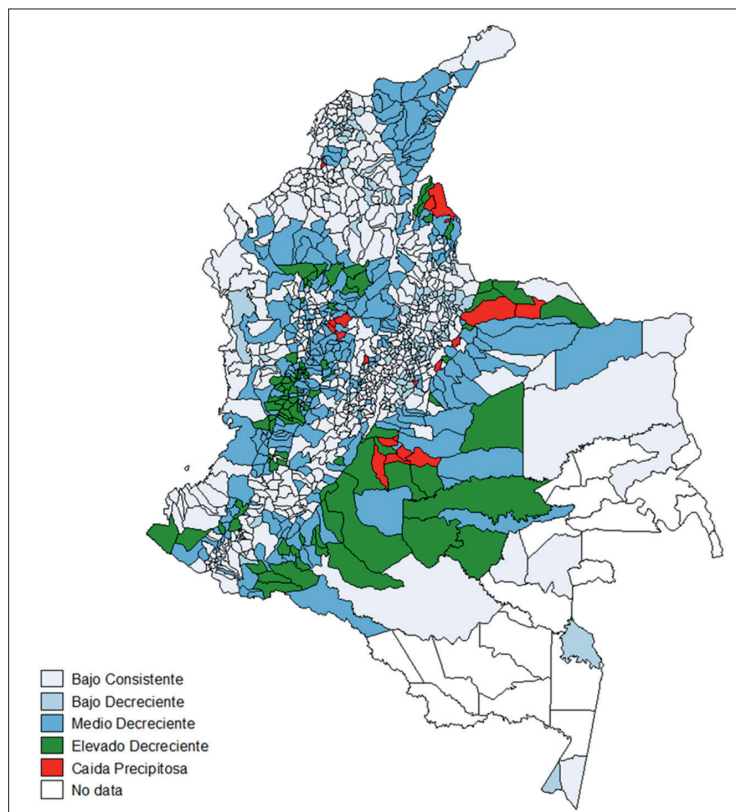 Bajo Consistente
Bajo Decreciente
Medio Decreciente
Elevado Decreciente
Caida Precipitosa
No data